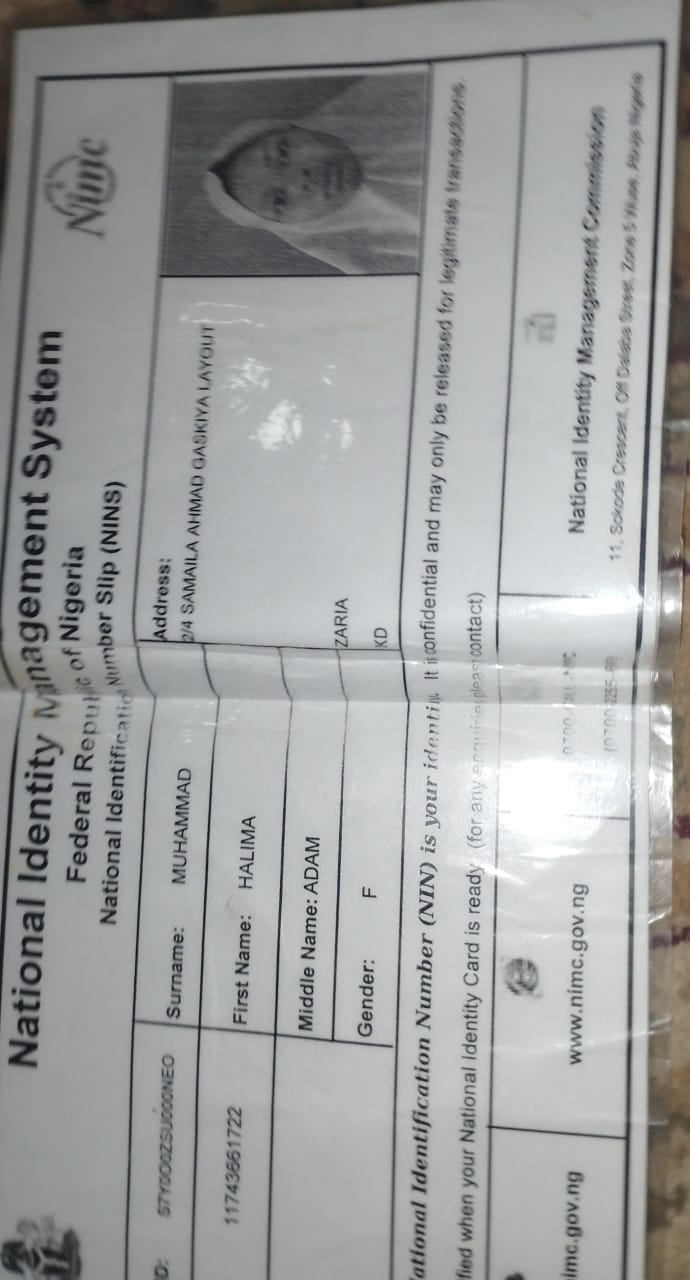 National Identity Management System
Federal Republic of Nigeria
National Identification Number Slip (NINS)
Nimc
ID: S7Y0O0ZSU000NEO
Surname: MUHAMMAD
Address:
2/4 SAMAILA AHMAD GASKIYA LAYOUT
11743661722
First Name: HALIMA
Middle Name: ADAM
Gender: F
ZARIA
KD
ational Identification Number (NIN) is your identity. It is confidential and may only be released for legitimate transactions.
fied when your National Identity Card is ready (for any enquiries please contact)
imc.gov.ng
www.nimc.gov.ng
National Identity Management Commission
11, Sokode Crescent, Off Dalaba Street, Zone 5 Wuse, Abuja Nigeria